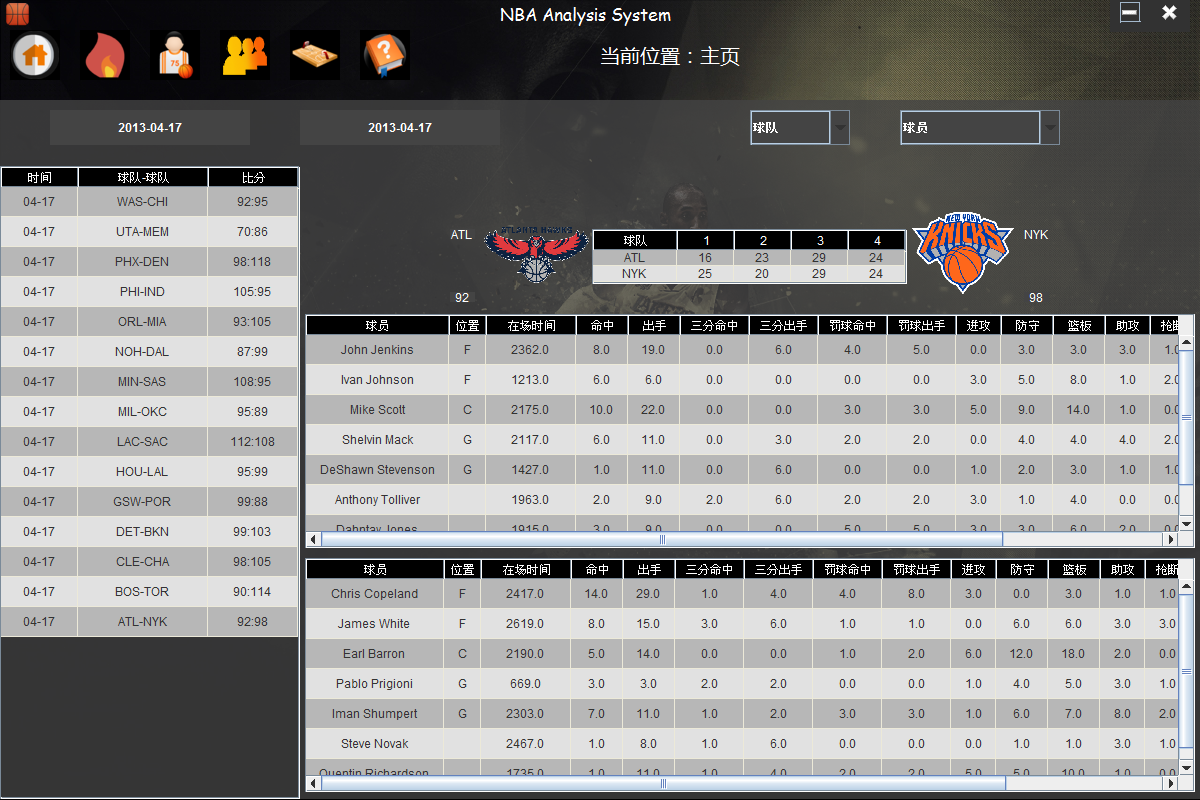 NBA Analysis System
当前位置：主页
75
?
2013-04-17 2013-04-17 球队 球员
时间 球队-球队 比分
04-17 WAS-CHI 92:95
04-17 UTA-MEM 70:86
04-17 PHX-DEN 98:118
04-17 PHI-IND 105:95
04-17 ORL-MIA 93:105
04-17 NOH-DAL 87:99
04-17 MIN-SAS 108:95
04-17 MIL-OKC 95:89
04-17 LAC-SAC 112:108
04-17 HOU-LAL 95:99
04-17 GSW-POR 99:88
04-17 DET-BKN 99:103
04-17 CLE-CHA 98:105
04-17 BOS-TOR 90:114
04-17 ATL-NYK 92:98
ATL
ATLANTA HAWKS
92
球队 1 2 3 4
ATL 16 23 29 24
NYK 25 20 29 24
NEW YORK
KNICKS
NYK
98
球员 位置 在场时间 命中 出手 三分命中 三分出手 罚球命中 罚球出手 进攻 防守 篮板 助攻 抢断
John Jenkins F 2362.0 8.0 19.0 0.0 6.0 4.0 5.0 0.0 3.0 3.0 3.0 1.0
Ivan Johnson F 1213.0 6.0 6.0 0.0 0.0 0.0 0.0 3.0 5.0 8.0 1.0 2.0
Mike Scott C 2175.0 10.0 22.0 0.0 0.0 3.0 3.0 5.0 9.0 14.0 1.0 0.0
Shelvin Mack G 2117.0 6.0 11.0 0.0 3.0 2.0 2.0 0.0 4.0 4.0 4.0 2.0
DeShawn Stevenson G 1427.0 1.0 11.0 0.0 6.0 0.0 0.0 1.0 2.0 3.0 1.0 1.0
Anthony Tolliver 1963.0 2.0 9.0 2.0 6.0 2.0 2.0 3.0 1.0 4.0 0.0 0.0
Dahntay Jones 1915.0 3.0 9.0 0.0 0.0 5.0 5.0 3.0 3.0 6.0 2.0 0.0
球员 位置 在场时间 命中 出手 三分命中 三分出手 罚球命中 罚球出手 进攻 防守 篮板 助攻 抢断
Chris Copeland F 2417.0 14.0 29.0 1.0 4.0 4.0 8.0 3.0 0.0 3.0 1.0 1.0
James White F 2619.0 8.0 15.0 3.0 6.0 1.0 1.0 0.0 6.0 6.0 3.0 3.0
Earl Barron C 2190.0 5.0 14.0 0.0 0.0 1.0 2.0 6.0 12.0 18.0 2.0 0.0
Pablo Prigioni G 669.0 3.0 3.0 2.0 2.0 0.0 0.0 1.0 4.0 5.0 3.0 1.0
Iman Shumpert G 2303.0 7.0 11.0 1.0 2.0 3.0 3.0 1.0 6.0 7.0 8.0 2.0
Steve Novak 2467.0 1.0 8.0 1.0 6.0 0.0 0.0 0.0 1.0 1.0 3.0 1.0
Quentin Richardson 1735.0 1.0 11.0 1.0 4.0 2.0 2.0 5.0 5.0 10.0 1.0 0.0